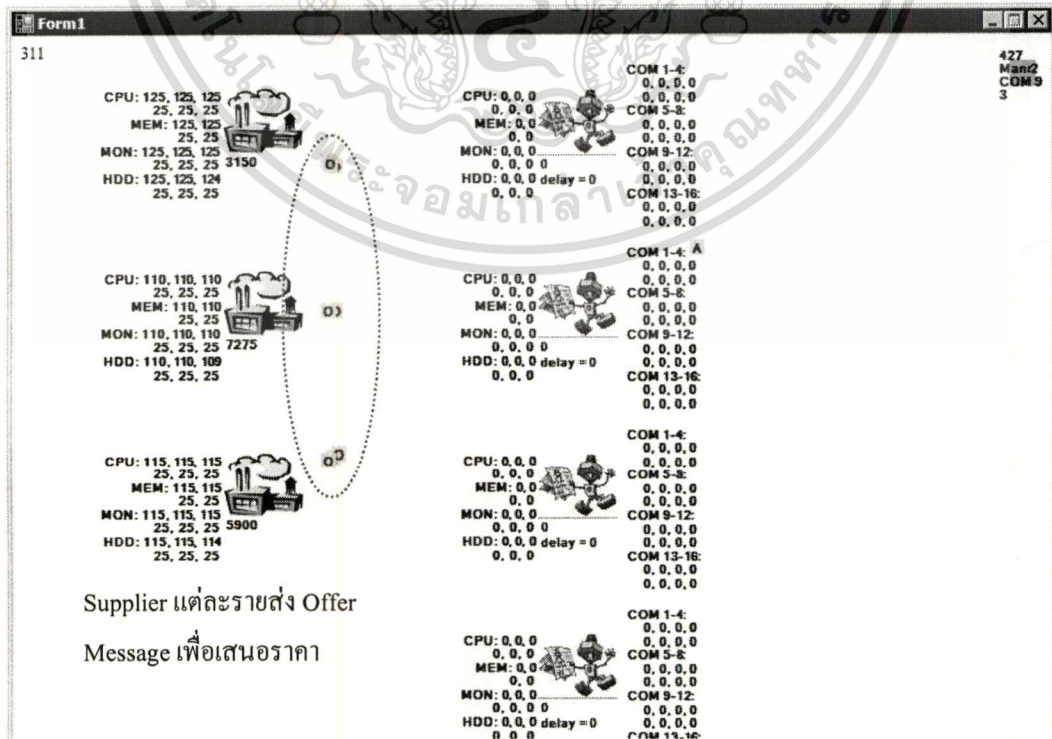 Form1
311
427
Man2
COM 9
3
CPU: 125, 125, 125
25, 25, 25
MEM: 125, 125
25, 25
MON: 125, 125, 125
25, 25, 25
3150
HDD: 125, 125, 124
25, 25, 25
CPU: 0, 0, 0
0, 0, 0
MEM: 0, 0
0, 0
MON: 0, 0, 0
0, 0, 0 0
HDD: 0, 0, 0 delay = 0
0, 0, 0
COM 1-4:
0, 0, 0, 0
0, 0, 0, 0
COM 5-8:
0, 0, 0, 0
0, 0, 0, 0
COM 9-12:
0, 0, 0, 0
0, 0, 0, 0
COM 13-16:
0, 0, 0, 0
0, 0, 0, 0
CPU: 110, 110, 110
25, 25, 25
MEM: 110, 110
25, 25
MON: 110, 110, 110
25, 25, 25
7275
HDD: 110, 110, 109
25, 25, 25
CPU: 0, 0, 0
0, 0, 0
MEM: 0, 0
0, 0
MON: 0, 0, 0
0, 0, 0 0
HDD: 0, 0, 0 delay = 0
0, 0, 0
COM 1-4: A
0, 0, 0, 0
0, 0, 0, 0
COM 5-8:
0, 0, 0, 0
0, 0, 0, 0
COM 9-12:
0, 0, 0, 0
0, 0, 0, 0
COM 13-16:
0, 0, 0, 0
0, 0, 0, 0
CPU: 115, 115, 115
25, 25, 25
MEM: 115, 115
25, 25
MON: 115, 115, 115
25, 25, 25
5900
HDD: 115, 115, 114
25, 25, 25
CPU: 0, 0, 0
0, 0, 0
MEM: 0, 0
0, 0
MON: 0, 0, 0
0, 0, 0 0
HDD: 0, 0, 0 delay = 0
0, 0, 0
COM 1-4:
0, 0, 0, 0
0, 0, 0, 0
COM 5-8:
0, 0, 0, 0
0, 0, 0, 0
COM 9-12:
0, 0, 0, 0
0, 0, 0, 0
COM 13-16:
0, 0, 0, 0
0, 0, 0, 0
Supplier แต่ละรายส่ง Offer
Message เพื่อเสนอราคา
CPU: 0, 0, 0
0, 0, 0
MEM: 0, 0
0, 0
MON: 0, 0, 0
0, 0, 0 0
HDD: 0, 0, 0 delay = 0
0, 0, 0
COM 1-4:
0, 0, 0, 0
0, 0, 0, 0
COM 5-8:
0, 0, 0, 0
0, 0, 0, 0
COM 9-12:
0, 0, 0, 0
0, 0, 0, 0
COM 13-16: